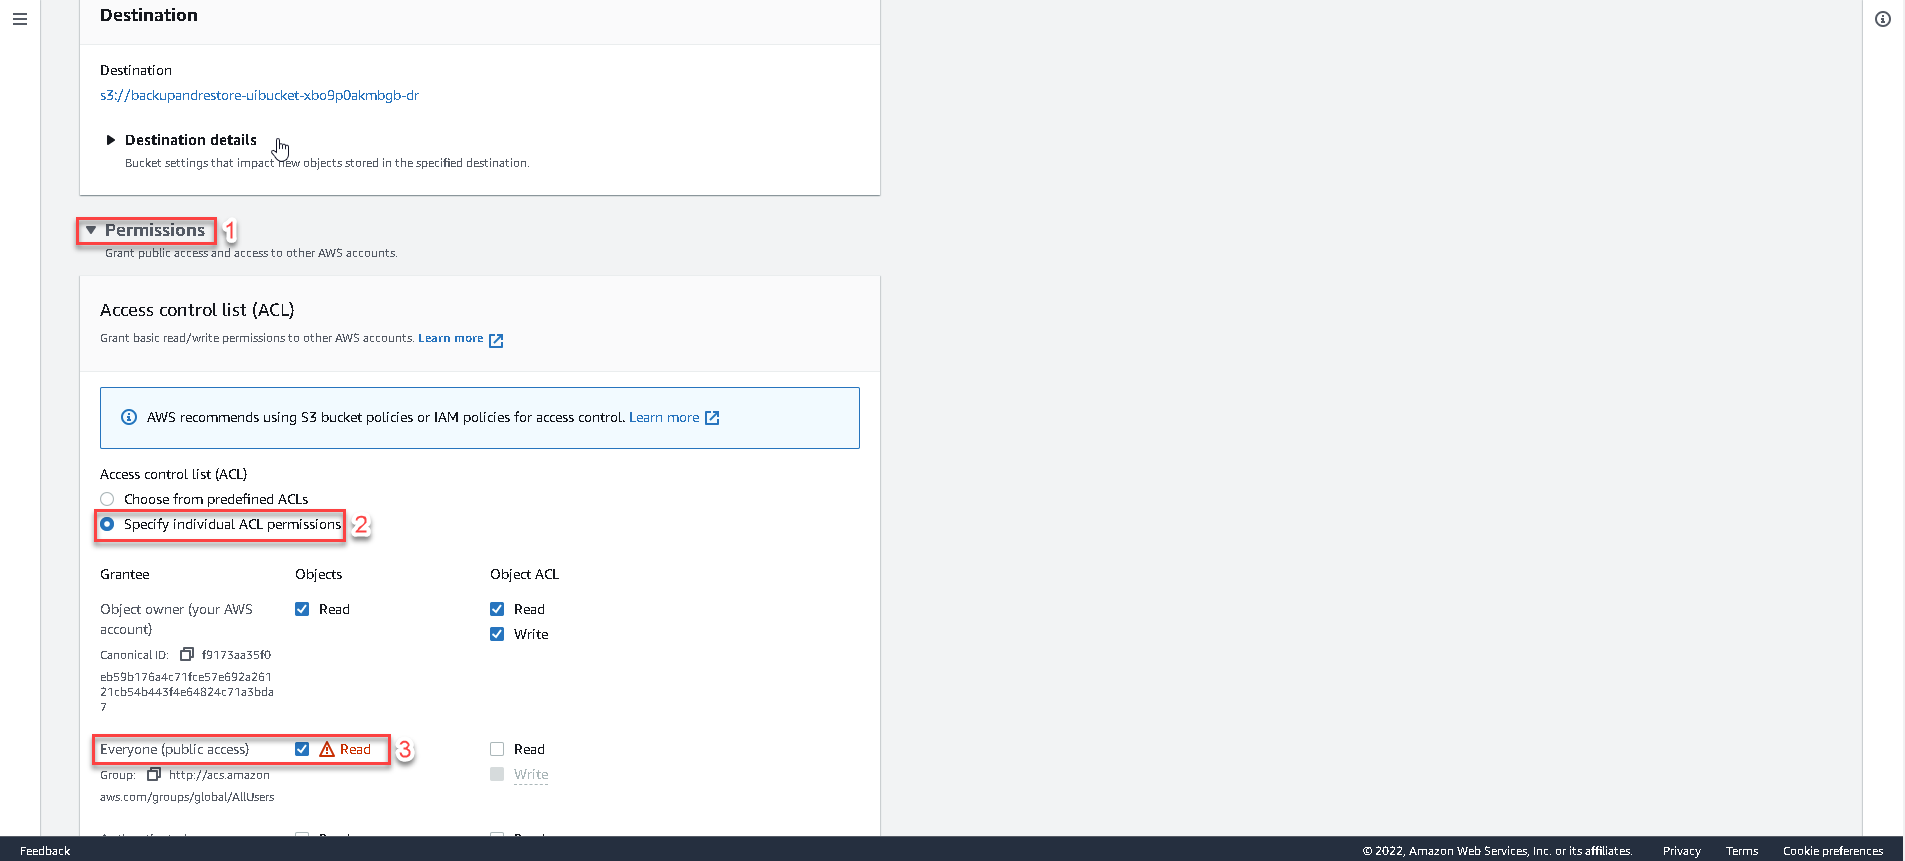 Destination
Destination
s3://backupandrestore-uibucket-xbo9p0akmbgb-dr
Destination details
Bucket settings that impact new objects stored in the specified destination.
Permissions 1
Grant public access and access to other AWS accounts.
Access control list (ACL)
Grant basic read/write permissions to other AWS accounts. Learn more
AWS recommends using S3 bucket policies or IAM policies for access control. Learn more
Access control list (ACL)
Choose from predefined ACLs
Specify individual ACL permissions 2
Grantee Objects Object ACL
Object owner (your AWS account) Read Read
Write
Canonical ID: f9173aa35f0
eb59b176a4c71fce57e692a261
21cb54b443f4e64824c71a3bda
7
Everyone (public access) Read 3 Read
Group: http://acs.amazon Write
aws.com/groups/global/AllUsers
Feedback © 2022, Amazon Web Services, Inc. or its affiliates. Privacy Terms Cookie preferences